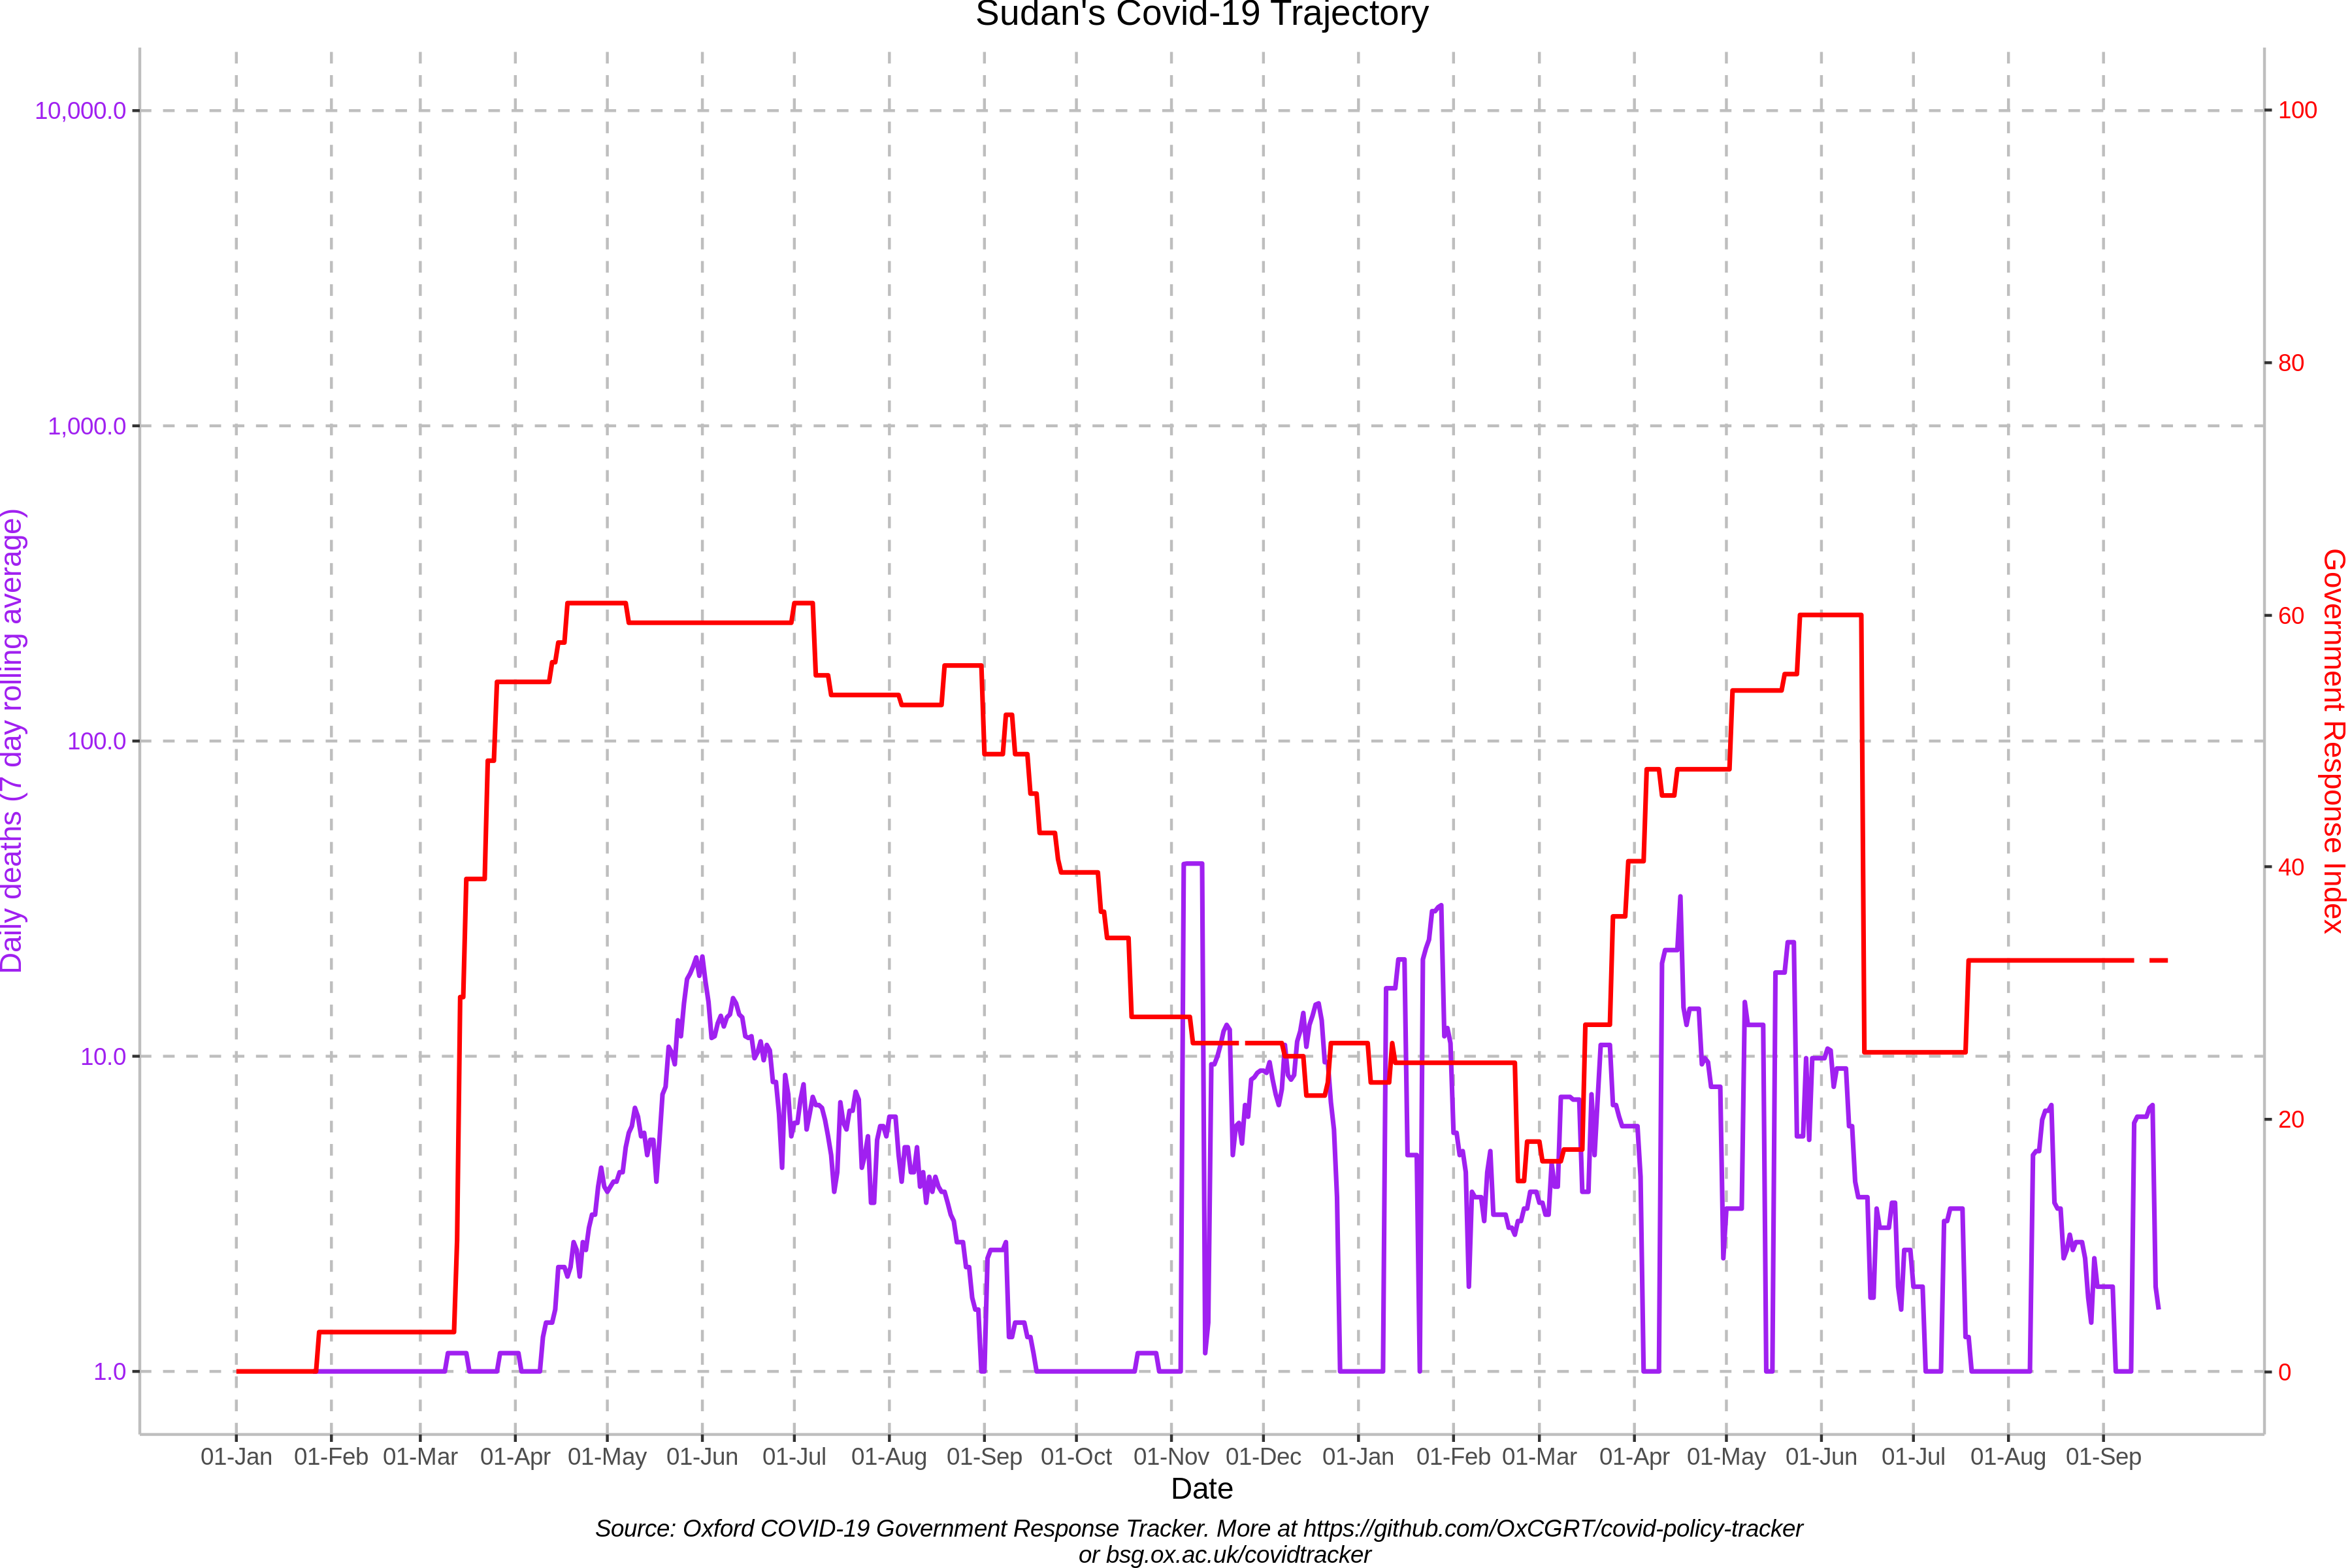 Sudan's Covid-19 Trajectory
10,000.0
1,000.0
100.0
10.0
1.0
Daily deaths (7 day rolling average)
100
80
60
40
20
0
Government Response Index
01-Jan 01-Feb 01-Mar 01-Apr 01-May 01-Jun 01-Jul 01-Aug 01-Sep 01-Oct 01-Nov 01-Dec 01-Jan 01-Feb 01-Mar 01-Apr 01-May 01-Jun 01-Jul 01-Aug 01-Sep
Date
Source: Oxford COVID-19 Government Response Tracker. More at https://github.com/OxCGRT/covid-policy-tracker
or bsg.ox.ac.uk/covidtracker